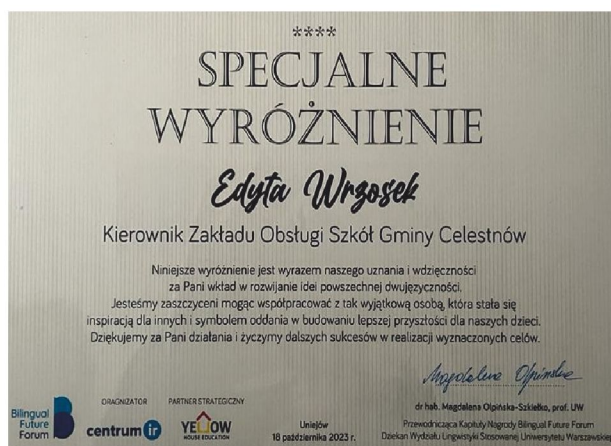 ****
SPECJALNE
WYRÓŻNIENIE
Edyta Wrzosek
Kierownik Zakładu Obsługi Szkół Gminy Celestnów
Niniejsze wyróżnienie jest wyrazem naszego uznania i wdzięczności
za Pani wkład w rozwijanie idei powszechnej dwujęzyczności.
Jesteśmy zaszczyceni mogąc współpracować z tak wyjątkową osobą, która stała się
inspiracją dla innych i symbolem oddania w budowaniu lepszej przyszłości dla naszych dzieci.
Dziękujemy za Pani działania i życzymy dalszych sukcesów w realizacji wyznaczonych celów.
Magdalena Olpińska
dr hab. Magdalena Olpińska-Szkiełko, prof. UW
Przewodnicząca Kapituły Nagrody Bilingual Future Forum
Dziekan Wydziału Lingwistyki Stosowanej Uniwersytetu Warszawskiego
Bilingual
Future
Forum
ORAGNIZATOR
centrum ir
PARTNER STRATEGICZNY
YELLOW
HOUSE EDUCATION
Uniejów
18 października 2023 r.